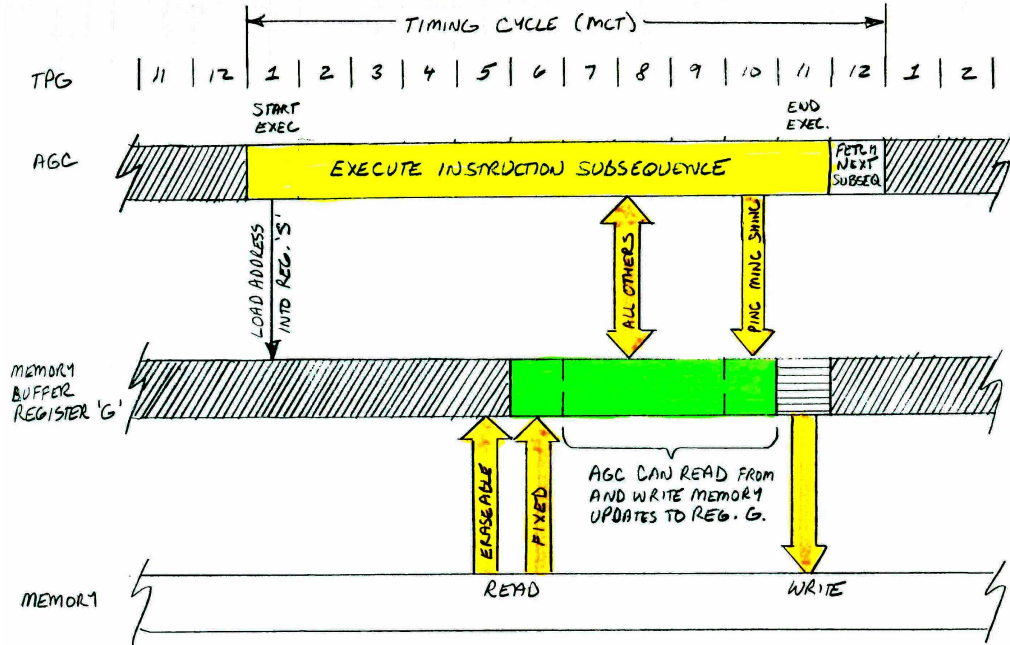 TIMING CYCLE (MCT)
TPG
11 12 1 2 3 4 5 6 7 8 9 10 11 12 1 2
START
EXEC
END
EXEC.
AGC
EXECUTE INSTRUCTION SUBSEQUENCE
FETCH
NEXT
SUBSEQ
LOAD ADDRESS
INTO REG. 'S'
ALL OTHERS
PINC MINC SHINC
MEMORY
BUFFER
REGISTER 'G'
ERASEABLE
FIXED
AGC CAN READ FROM
AND WRITE MEMORY
UPDATES TO REG. G.
MEMORY
READ
WRITE